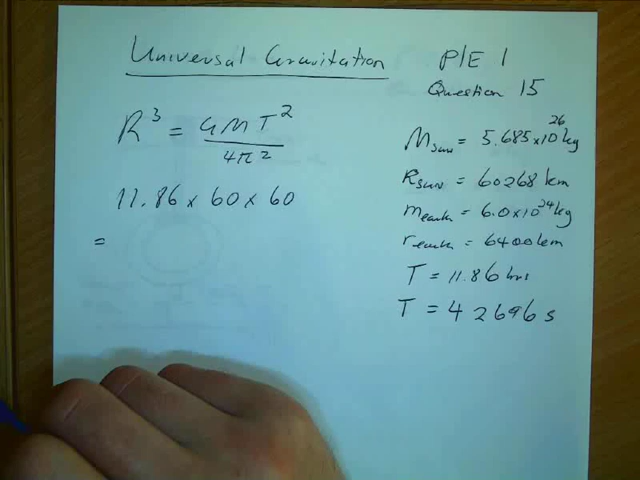 Universal Gravitation
R³ = GMT² / 4π²
11.86 × 60 × 60
=
P/E 1
Question 15
M_sun = 5.685×10²⁶ kg
R_sun = 60268 km
m_earth = 6.0×10²⁴ kg
r_earth = 6400 km
T = 11.86 hrs
T = 42696 s